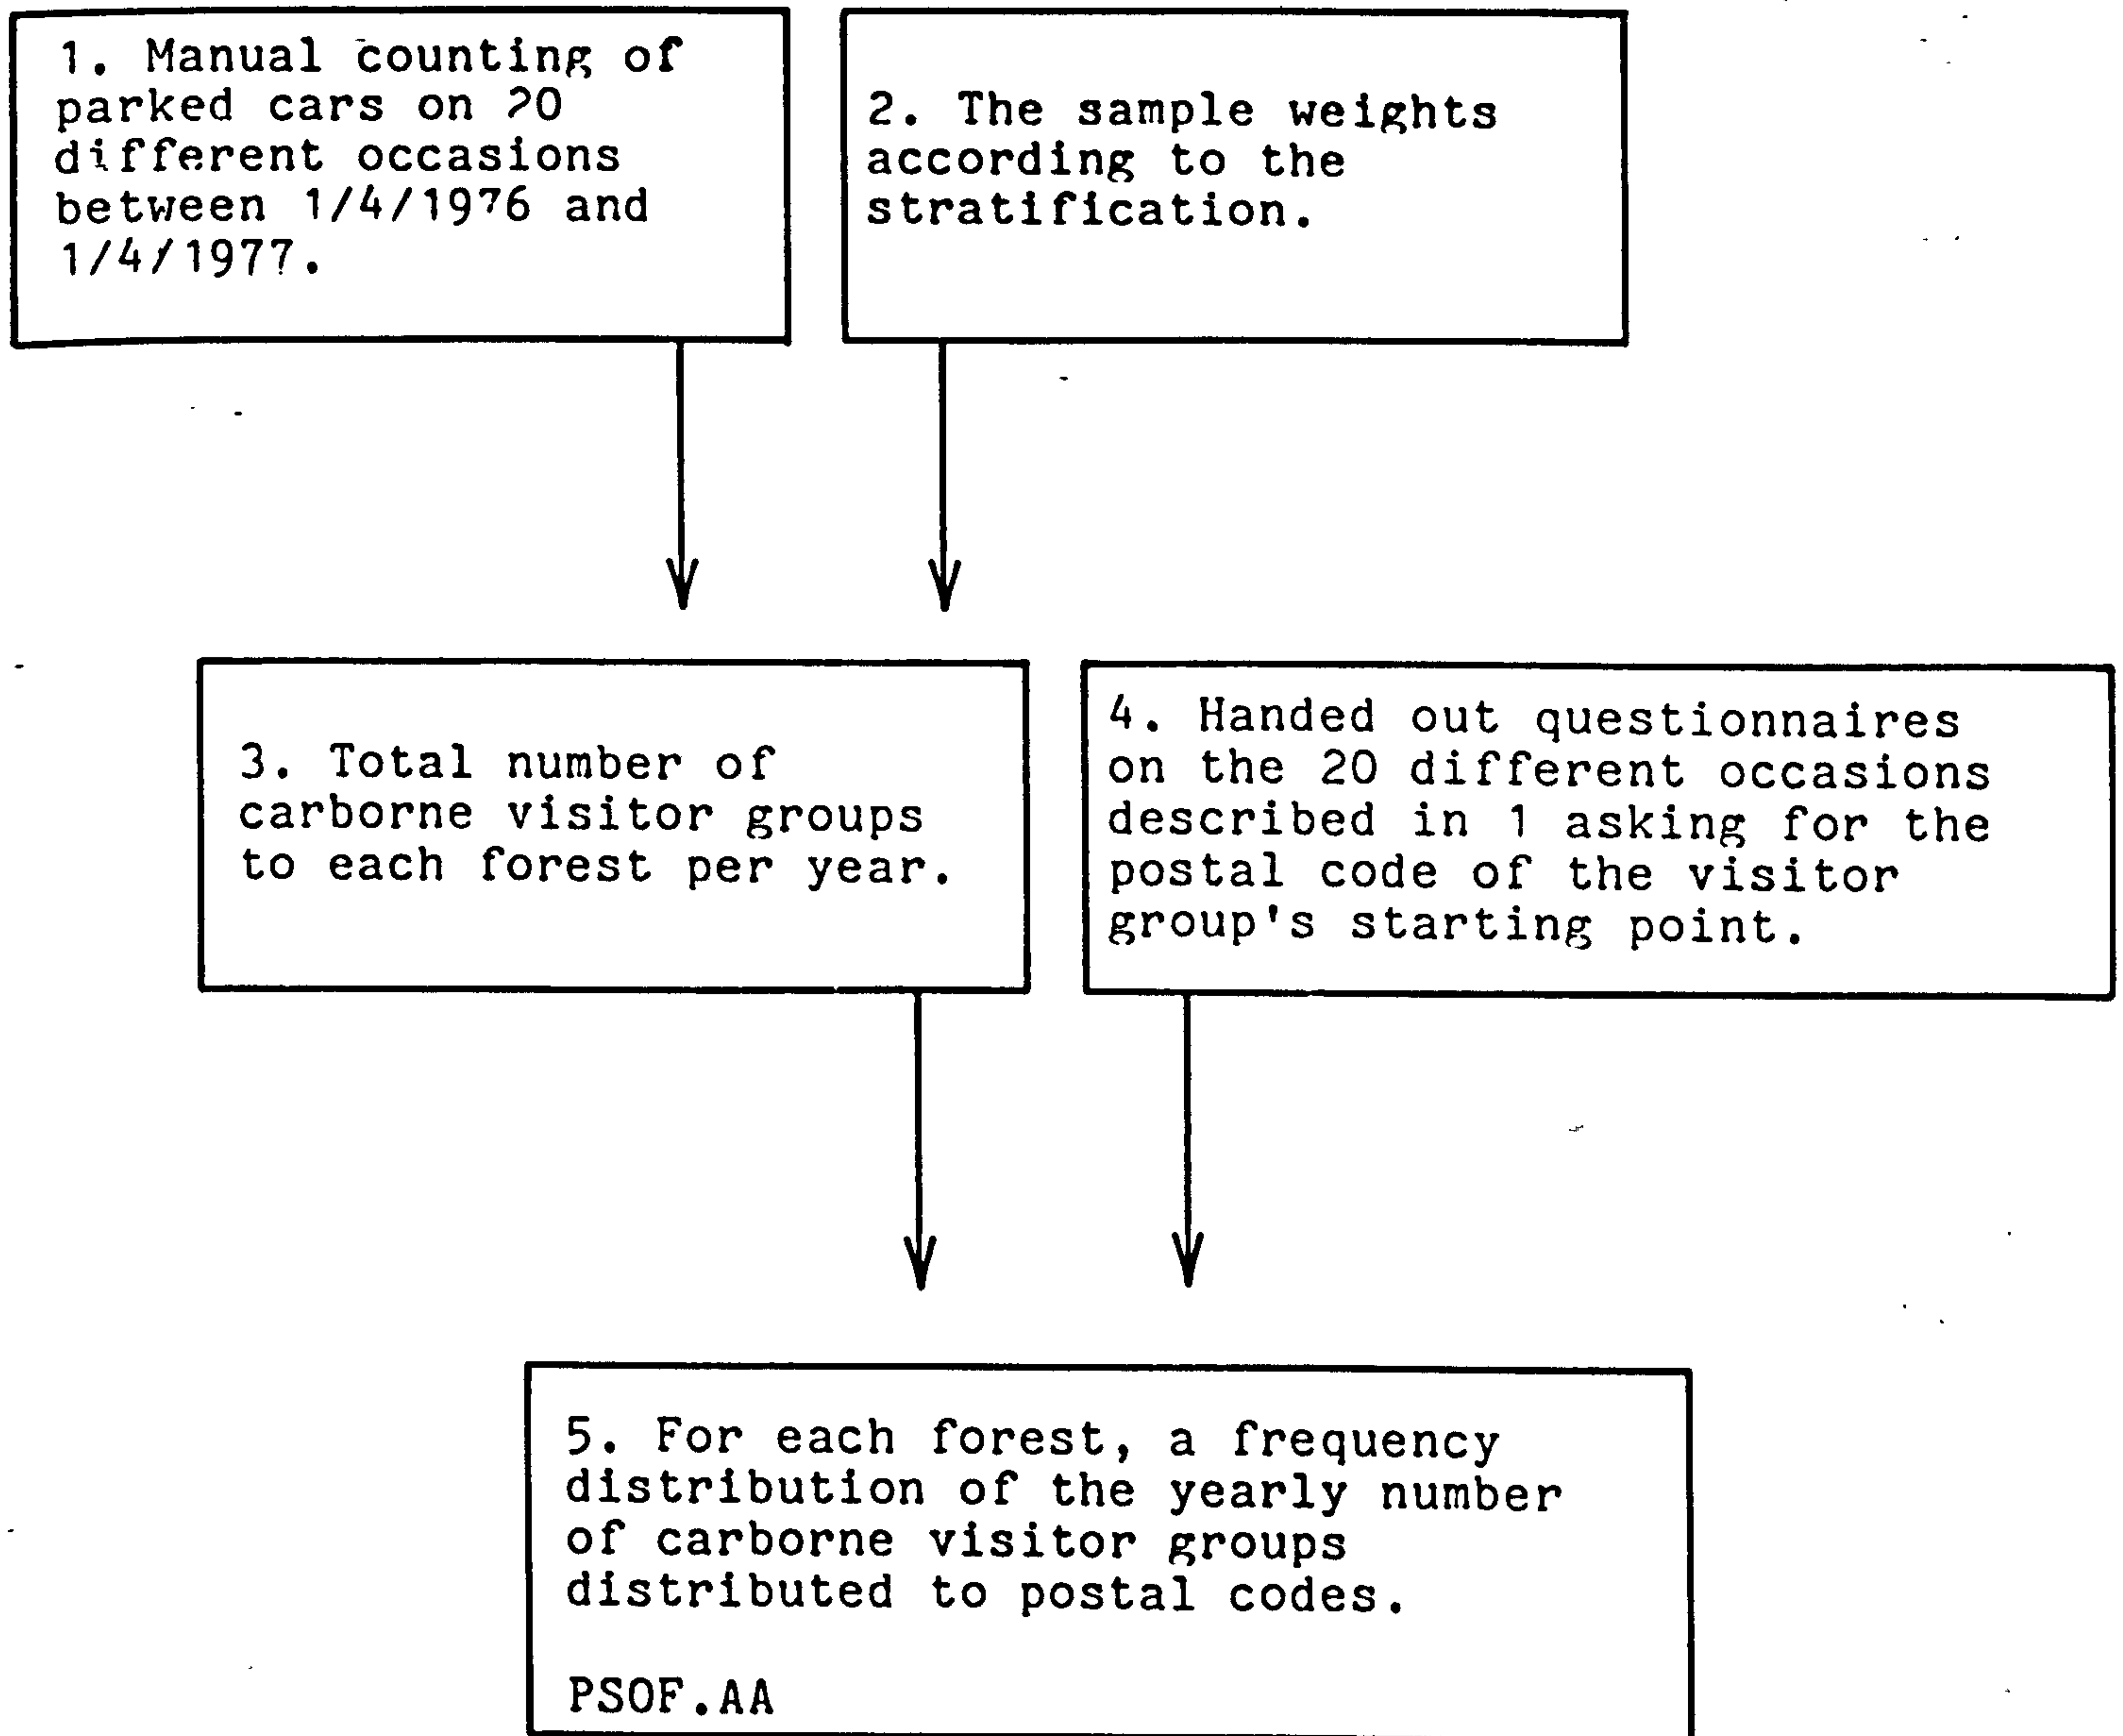 1. Manual counting of
parked cars on 20
different occasions
between 1/4/1976 and
1/4/1977.
2. The sample weights
according to the
stratification.
3. Total number of
carborne visitor groups
to each forest per year.
4. Handed out questionnaires
on the 20 different occasions
described in 1 asking for the
postal code of the visitor
group's starting point.
5. For each forest, a frequency
distribution of the yearly number
of carborne visitor groups
distributed to postal codes.
PSOF.AA